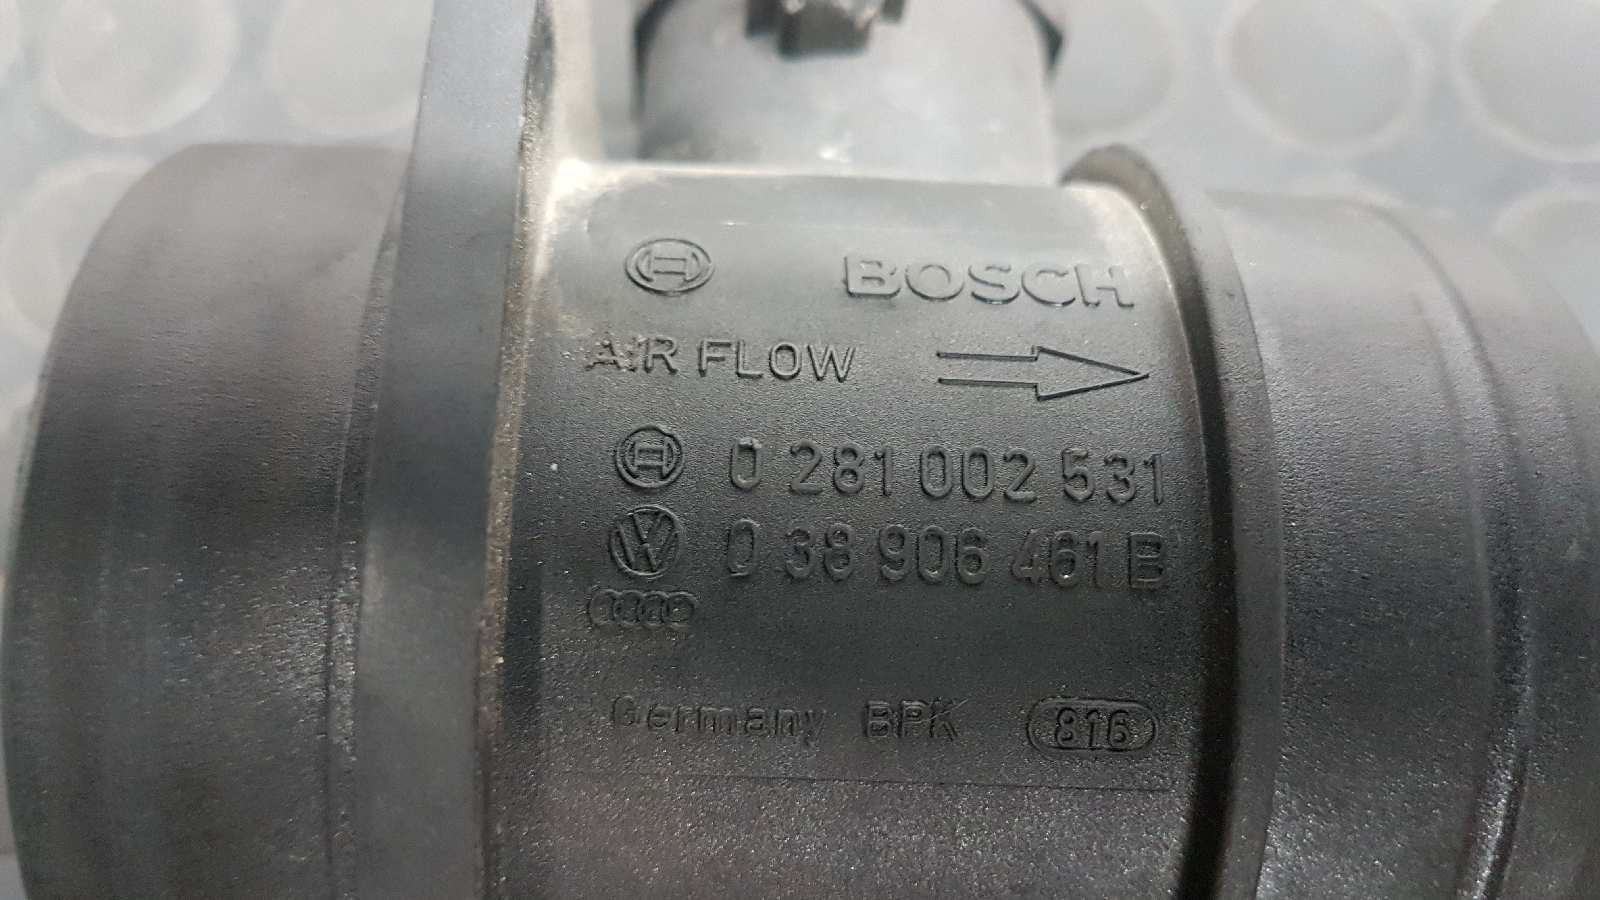 BOSCH
AIR FLOW
0 281 002 531
0 38 906 461 B
Germany BPK 816